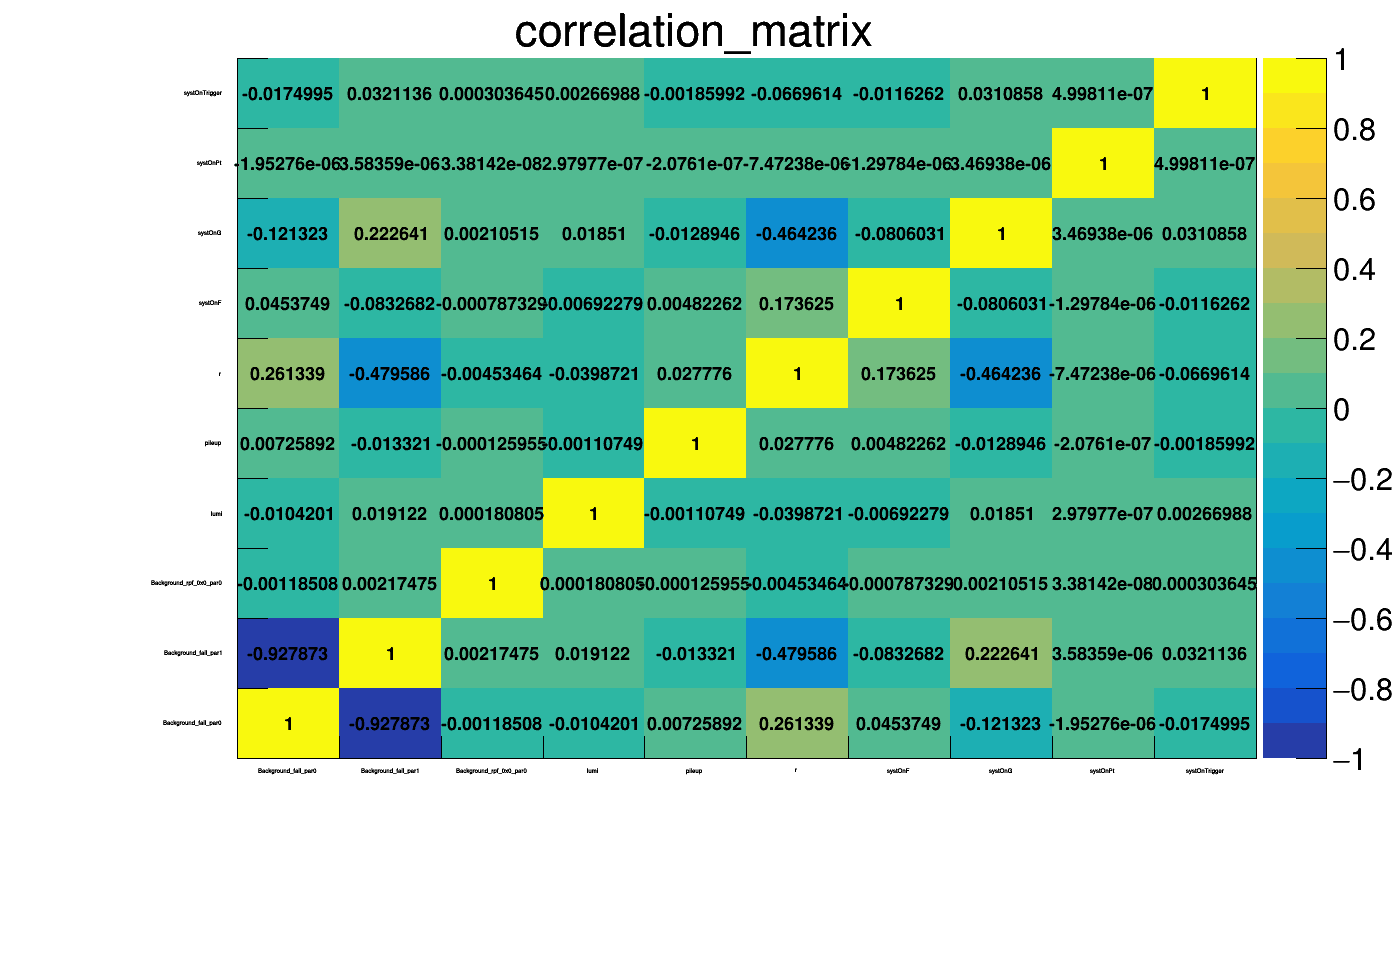 correlation_matrix
systOnTrigger -0.0174995 0.0321136 0.000303645 0.00266988 -0.00185992 -0.0669614 -0.0116262 0.0310858 4.99811e-07 1
systOnPt -1.95276e-06 3.58359e-06 3.38142e-08 2.97977e-07 -2.0761e-07 -7.47238e-06 -1.29784e-06 3.46938e-06 1 4.99811e-07
systOnG -0.121323 0.222641 0.00210515 0.01851 -0.0128946 -0.464236 -0.0806031 1 3.46938e-06 0.0310858
systOnF 0.0453749 -0.0832682 -0.000787329 -0.00692279 0.00482262 0.173625 1 -0.0806031 -1.29784e-06 -0.0116262
r 0.261339 -0.479586 -0.00453464 -0.0398721 0.027776 1 0.173625 -0.464236 -7.47238e-06 -0.0669614
pileup 0.00725892 -0.013321 -0.000125955 -0.00110749 1 0.027776 0.00482262 -0.0128946 -2.0761e-07 -0.00185992
lumi -0.0104201 0.019122 0.000180805 1 -0.00110749 -0.0398721 -0.00692279 0.01851 2.97977e-07 0.00266988
Background_rpf_0x0_par0 -0.00118508 0.00217475 1 0.000180805 -0.000125955 -0.00453464 -0.000787329 0.00210515 3.38142e-08 0.000303645
Background_fail_par1 -0.927873 1 0.00217475 0.019122 -0.013321 -0.479586 -0.0832682 0.222641 3.58359e-06 0.0321136
Background_fail_par0 1 -0.927873 -0.00118508 -0.0104201 0.00725892 0.261339 0.0453749 -0.121323 -1.95276e-06 -0.0174995
Background_fail_par0 Background_fail_par1 Background_rpf_0x0_par0 lumi pileup r systOnF systOnG systOnPt systOnTrigger
1
0.8
0.6
0.4
0.2
0
−0.2
−0.4
−0.6
−0.8
−1